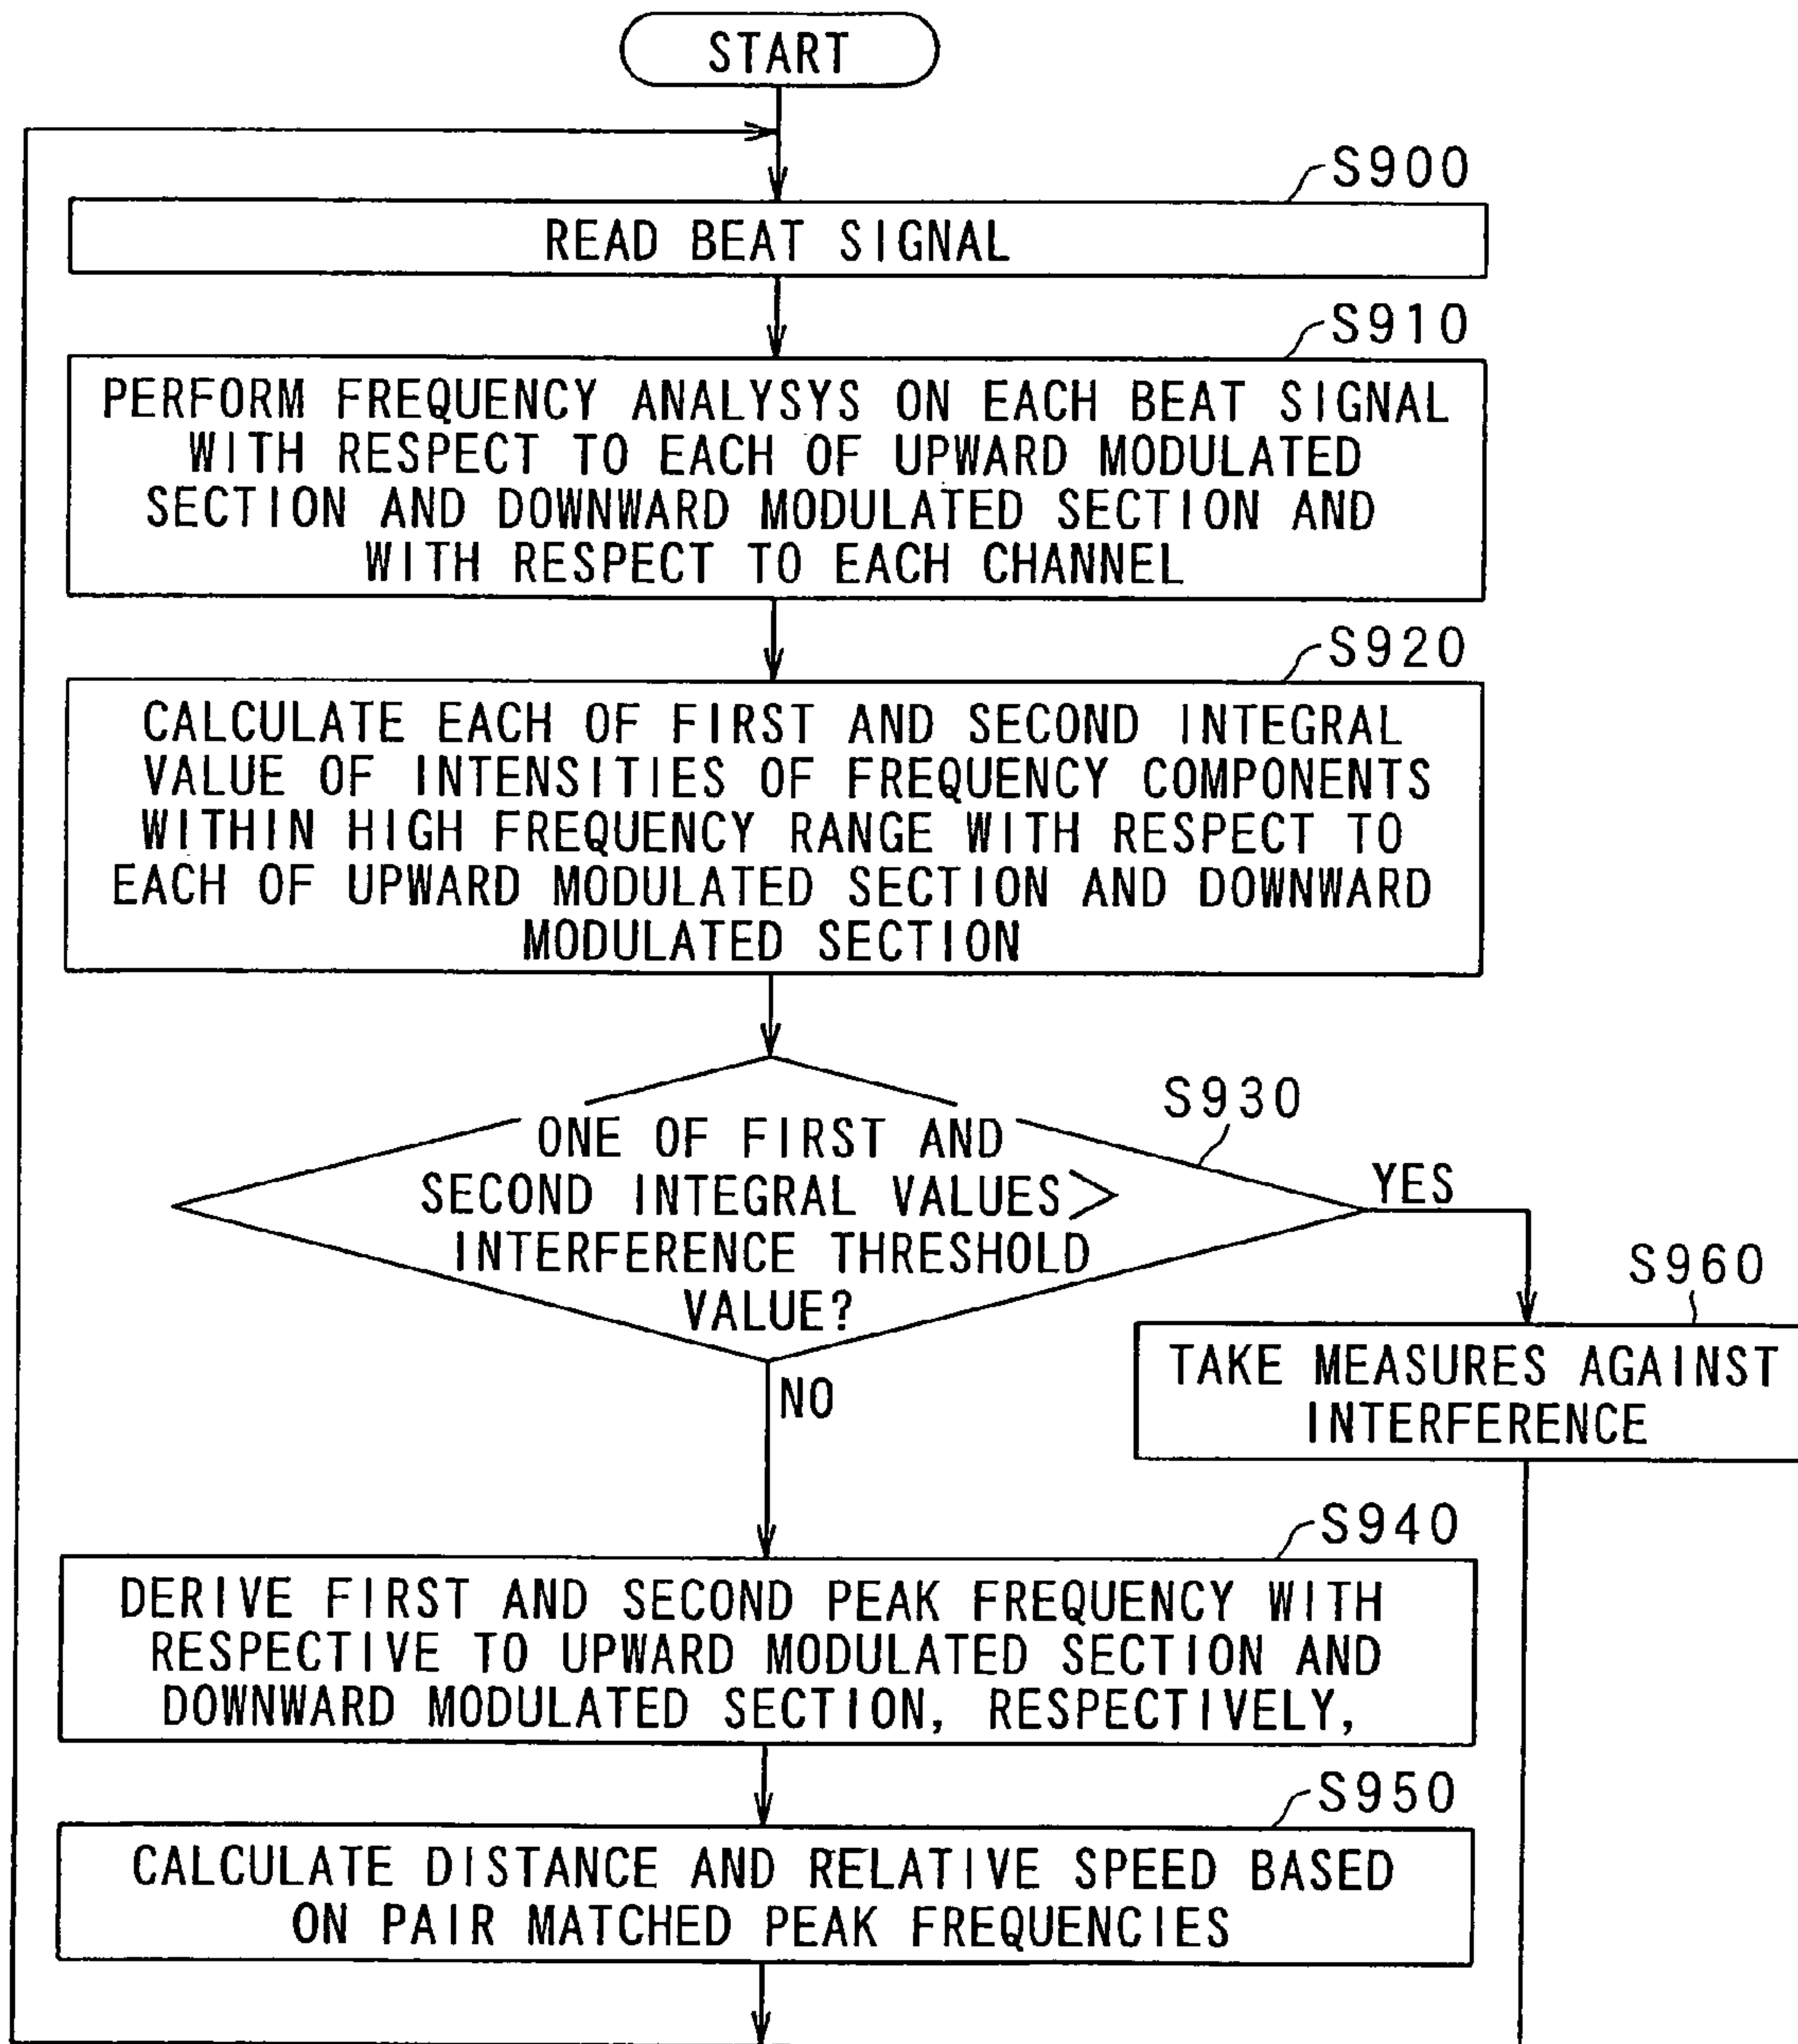 START
S900
READ BEAT SIGNAL
S910
PERFORM FREQUENCY ANALYSYS ON EACH BEAT SIGNAL
WITH RESPECT TO EACH OF UPWARD MODULATED
SECTION AND DOWNWARD MODULATED SECTION AND
WITH RESPECT TO EACH CHANNEL
S920
CALCULATE EACH OF FIRST AND SECOND INTEGRAL
VALUE OF INTENSITIES OF FREQUENCY COMPONENTS
WITHIN HIGH FREQUENCY RANGE WITH RESPECT TO
EACH OF UPWARD MODULATED SECTION AND DOWNWARD
MODULATED SECTION
S930
ONE OF FIRST AND
SECOND INTEGRAL VALUES>
INTERFERENCE THRESHOLD
VALUE?
YES
NO
S960
TAKE MEASURES AGAINST
INTERFERENCE
S940
DERIVE FIRST AND SECOND PEAK FREQUENCY WITH
RESPECTIVE TO UPWARD MODULATED SECTION AND
DOWNWARD MODULATED SECTION, RESPECTIVELY,
S950
CALCULATE DISTANCE AND RELATIVE SPEED BASED
ON PAIR MATCHED PEAK FREQUENCIES